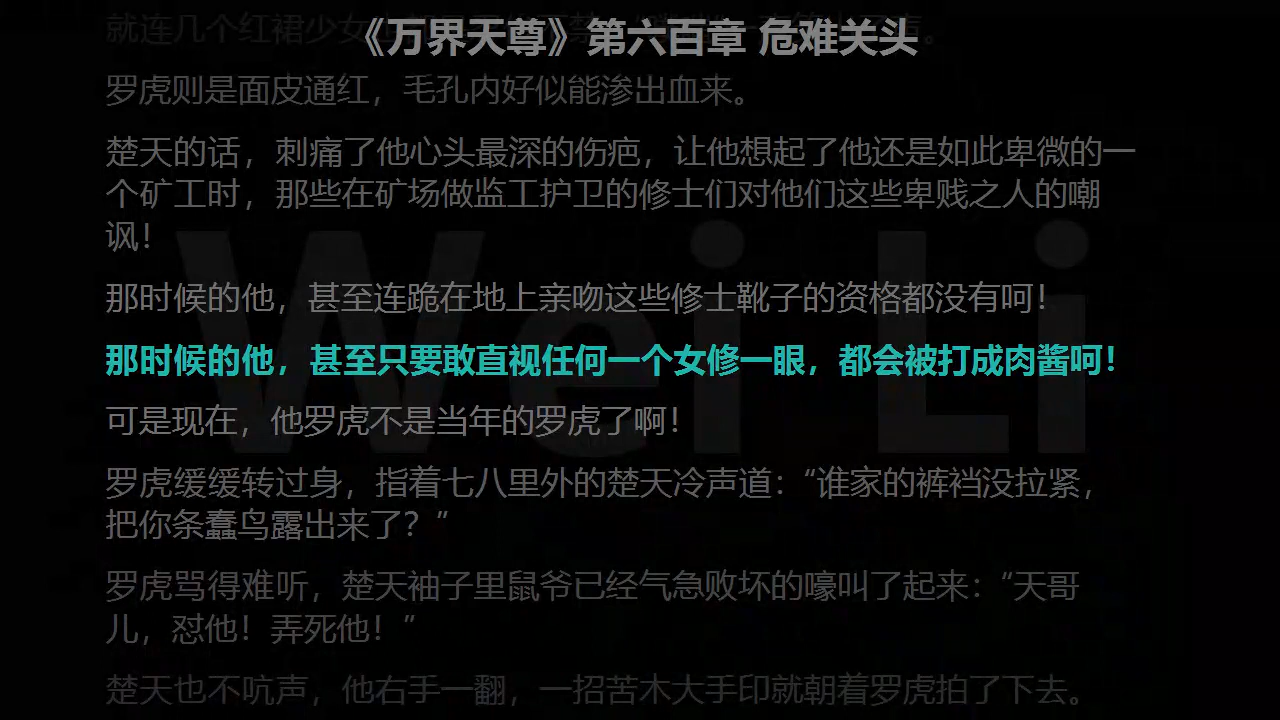 就连几个红裙少女
《万界天尊》第六百章 危难关头
罗虎则是面皮通红，毛孔内好似能渗出血来。
楚天的话，刺痛了他心头最深的伤疤，让他想起了他还是如此卑微的一
个矿工时，那些在矿场做监工护卫的修士们对他们这些卑贱之人的嘲
讽！
那时候的他，甚至连跪在地上亲吻这些修士靴子的资格都没有呵！
那时候的他，甚至只要敢直视任何一个女修一眼，都会被打成肉酱呵！
可是现在，他罗虎不是当年的罗虎了啊！
罗虎缓缓转过身，指着七八里外的楚天冷声道：“谁家的裤裆没拉紧，
把你条蠢鸟露出来了？”
罗虎骂得难听，楚天袖子里鼠爷已经气急败坏的嚎叫了起来：“天哥
儿，怼他！弄死他！”
楚天也不吭声，他右手一翻，一招苦木大手印就朝着罗虎拍了下去。
Wei Li